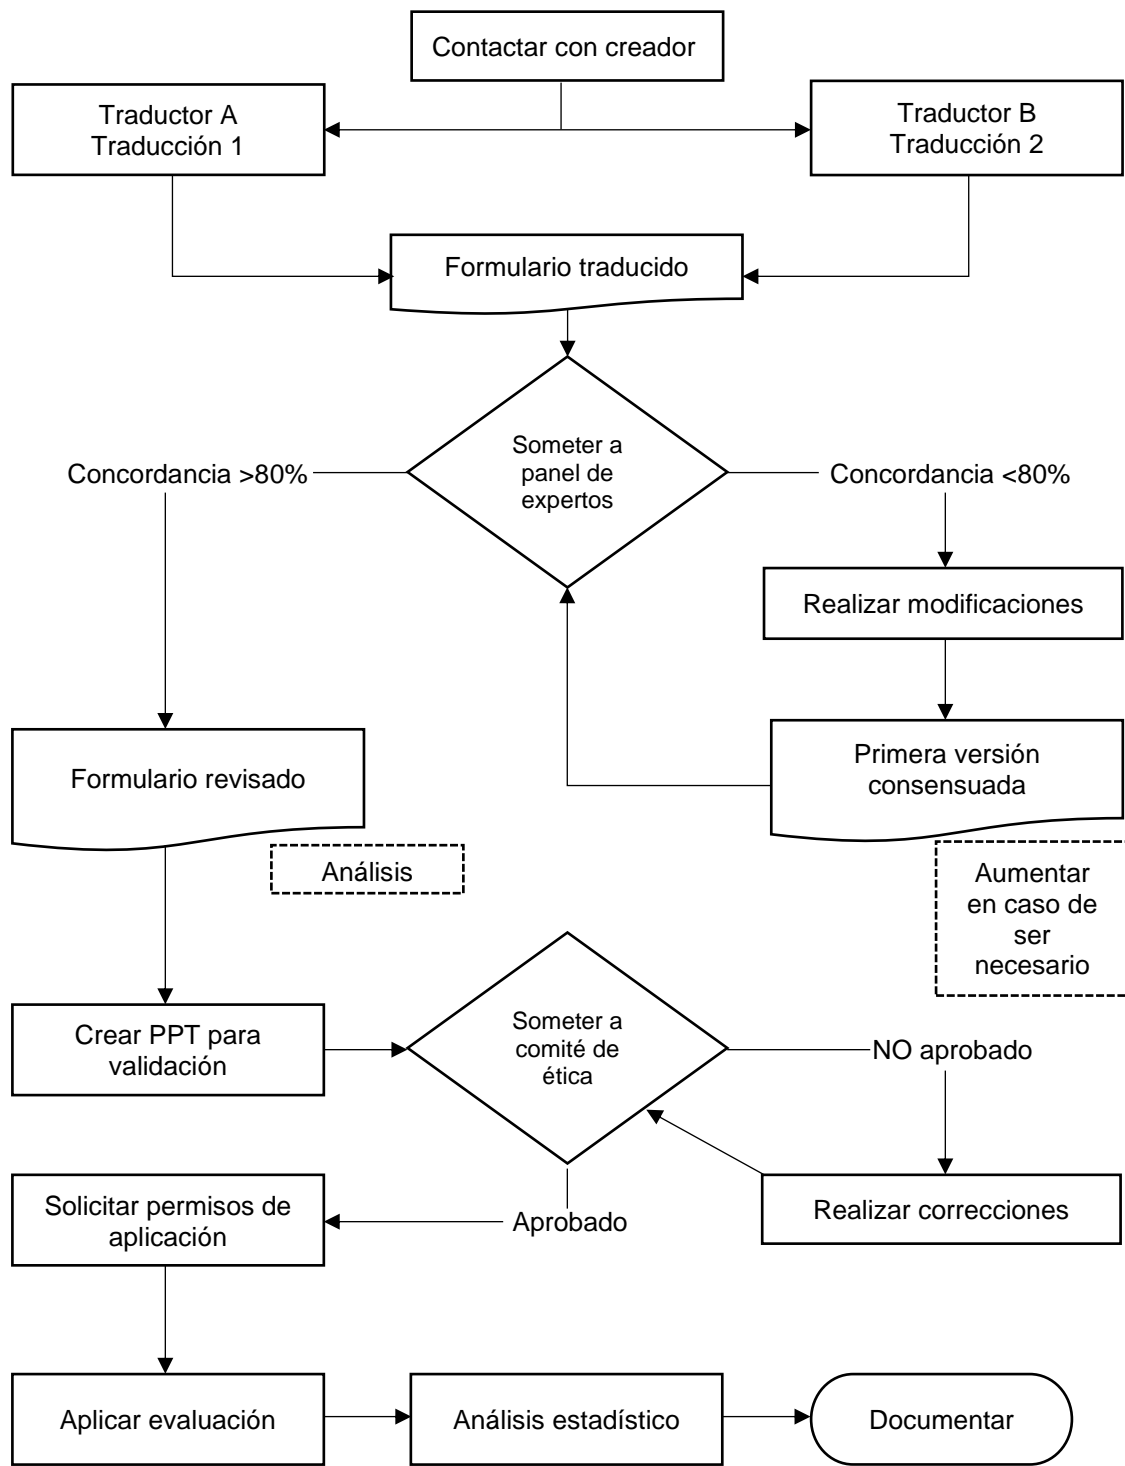 Contactar con creador
Traductor A
Traducción 1
Traductor B
Traducción 2
Formulario traducido
Someter a
panel de
expertos
Concordancia >80%
Concordancia <80%
Realizar modificaciones
Primera versión
consensuada
Formulario revisado
Análisis
Aumentar
en caso de
ser
necesario
Crear PPT para
validación
Someter a
comité de
ética
NO aprobado
Solicitar permisos de
aplicación
Aprobado
Realizar correcciones
Aplicar evaluación
Análisis estadístico
Documentar